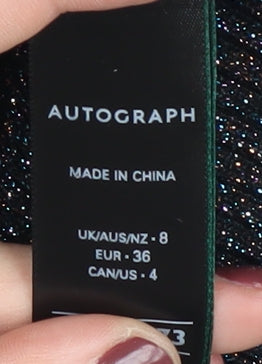 AUTOGRAPH
MADE IN CHINA
UK/AUS/NZ • 8
EUR • 36
CAN/US • 4